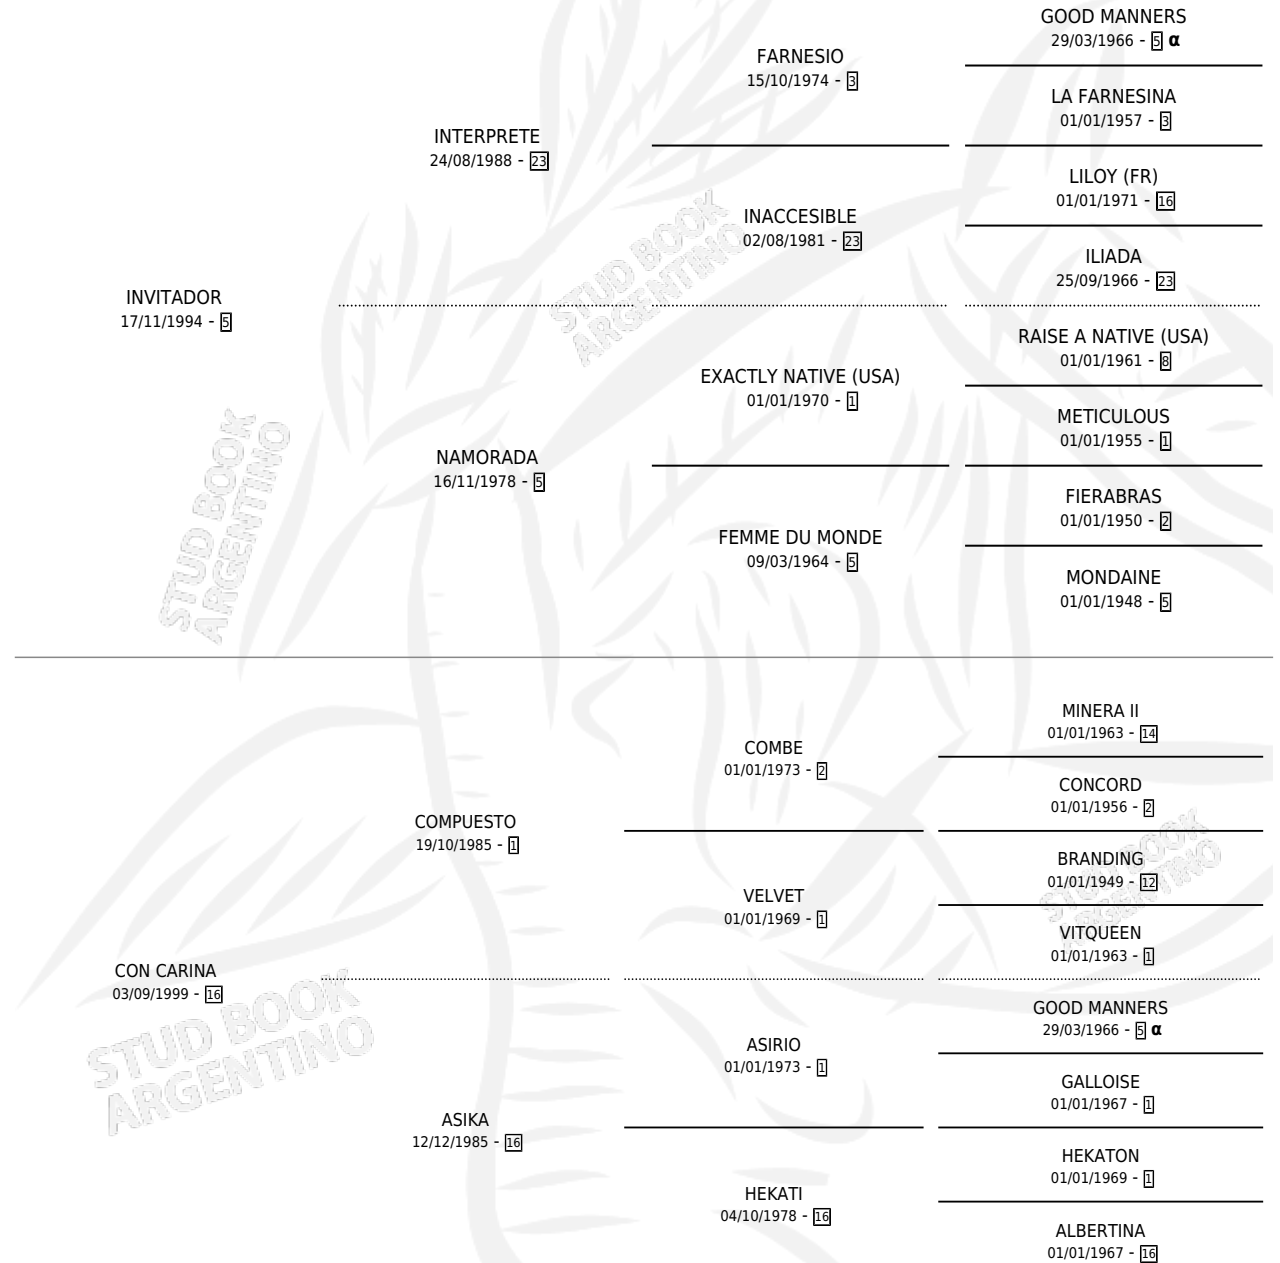 GOOD MANNERS
29/03/1966 - 5 α
FARNESIO
15/10/1974 - 3
LA FARNESINA
01/01/1957 - 3
INTERPRETE
24/08/1988 - 23
LILOY (FR)
01/01/1971 - 16
INACCESIBLE
02/08/1981 - 23
ILIADA
25/09/1966 - 23
INVITADOR
17/11/1994 - 5
RAISE A NATIVE (USA)
01/01/1961 - 8
EXACTLY NATIVE (USA)
01/01/1970 - 1
METICULOUS
01/01/1955 - 1
NAMORADA
16/11/1978 - 5
FIERABRAS
01/01/1950 - 2
FEMME DU MONDE
09/03/1964 - 5
MONDAINE
01/01/1948 - 5
MINERA II
01/01/1963 - 14
COMBE
01/01/1973 - 2
CONCORD
01/01/1956 - 2
COMPUESTO
19/10/1985 - 1
BRANDING
01/01/1949 - 12
VELVET
01/01/1969 - 1
VITQUEEN
01/01/1963 - 1
CON CARINA
03/09/1999 - 16
GOOD MANNERS
29/03/1966 - 5 α
ASIRIO
01/01/1973 - 1
GALLOISE
01/01/1967 - 1
ASIKA
12/12/1985 - 16
HEKATON
01/01/1969 - 1
HEKATI
04/10/1978 - 16
ALBERTINA
01/01/1967 - 16
STUD BOOK
ARGENTINO
STUD BOOK
ARGENTINO
STUD BOOK
ARGENTINO
STUD BOOK
ARGENTINO